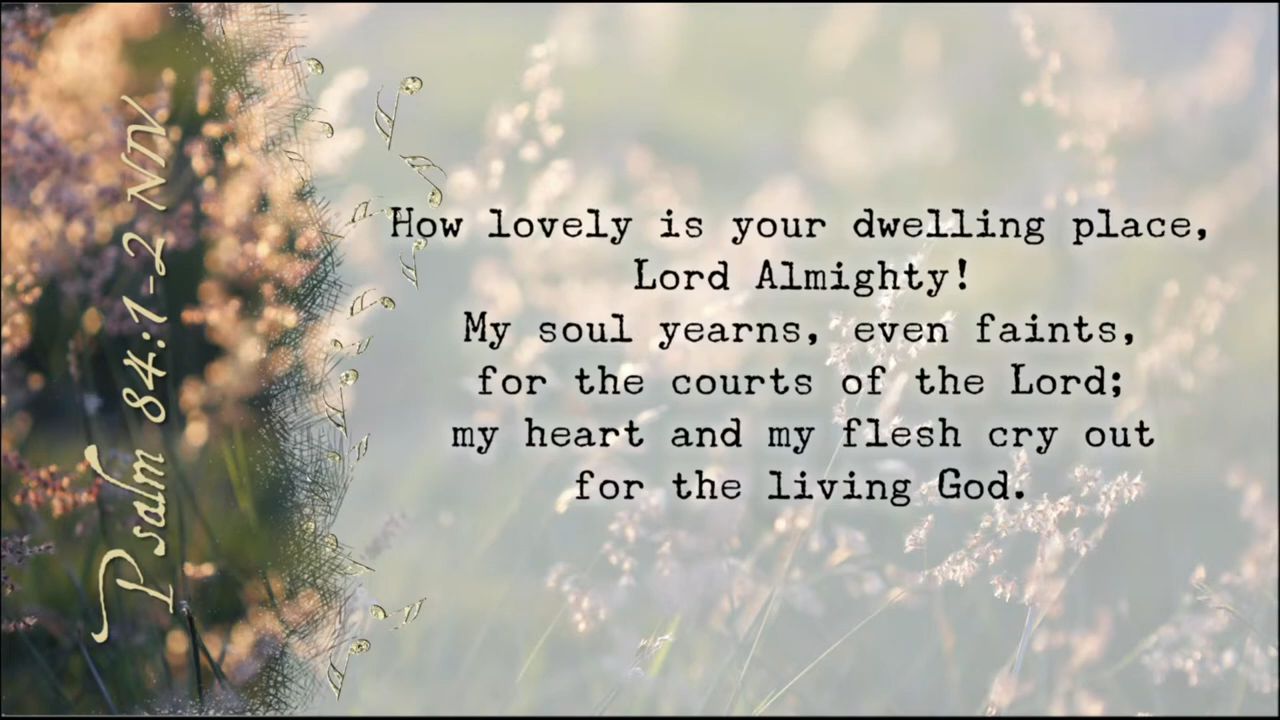 Psalm 84:1-2 NIV
How lovely is your dwelling place,
Lord Almighty!
My soul yearns, even faints,
for the courts of the Lord;
my heart and my flesh cry out
for the living God.